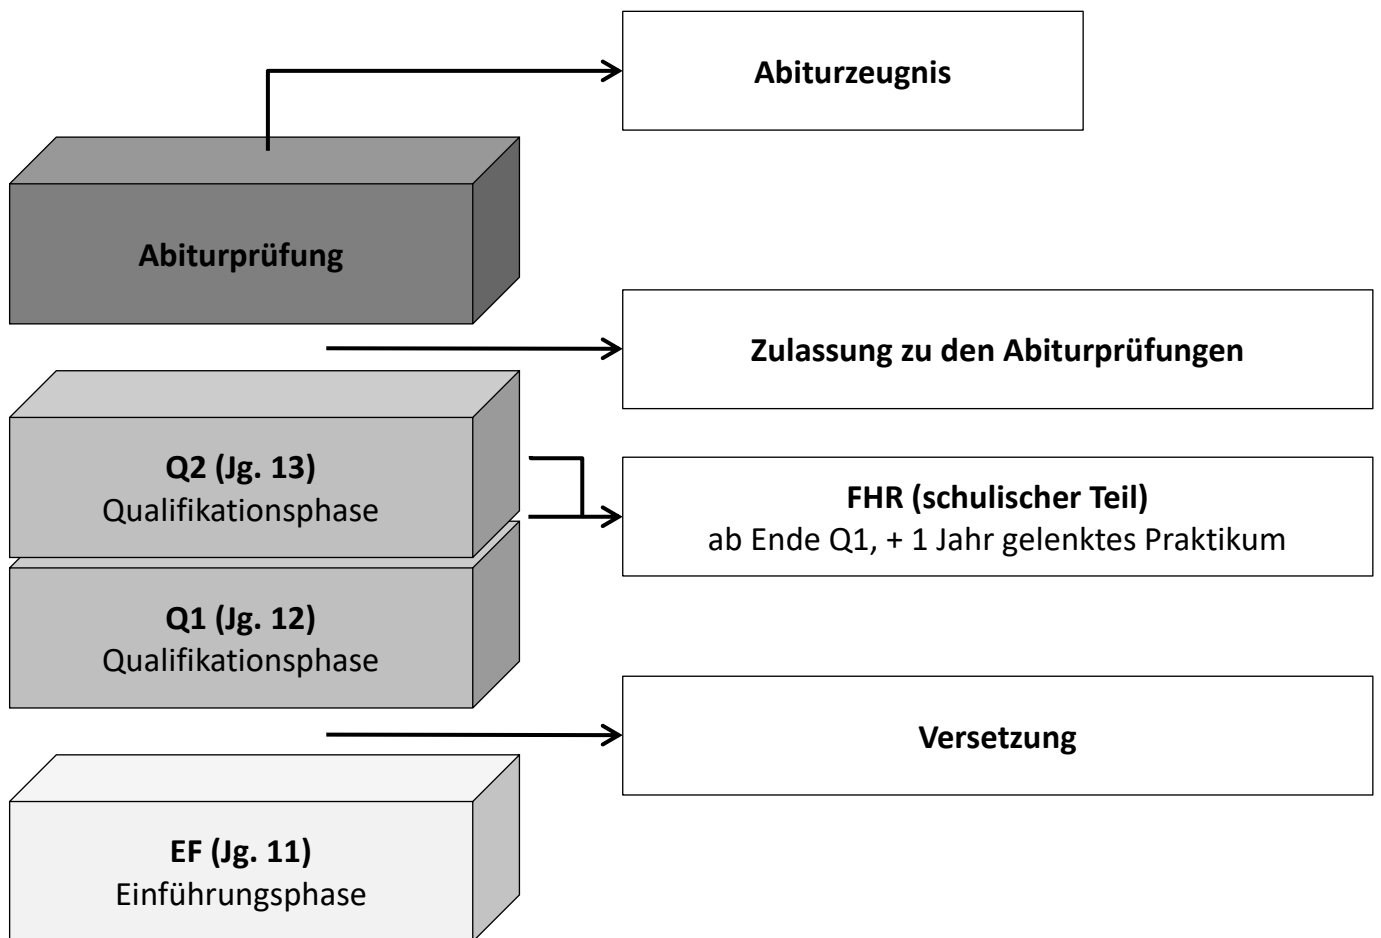 Abiturzeugnis
Abiturprüfung
Zulassung zu den Abiturprüfungen
Q2 (Jg. 13)
Qualifikationsphase
FHR (schulischer Teil)
ab Ende Q1, + 1 Jahr gelenktes Praktikum
Q1 (Jg. 12)
Qualifikationsphase
Versetzung
EF (Jg. 11)
Einführungsphase